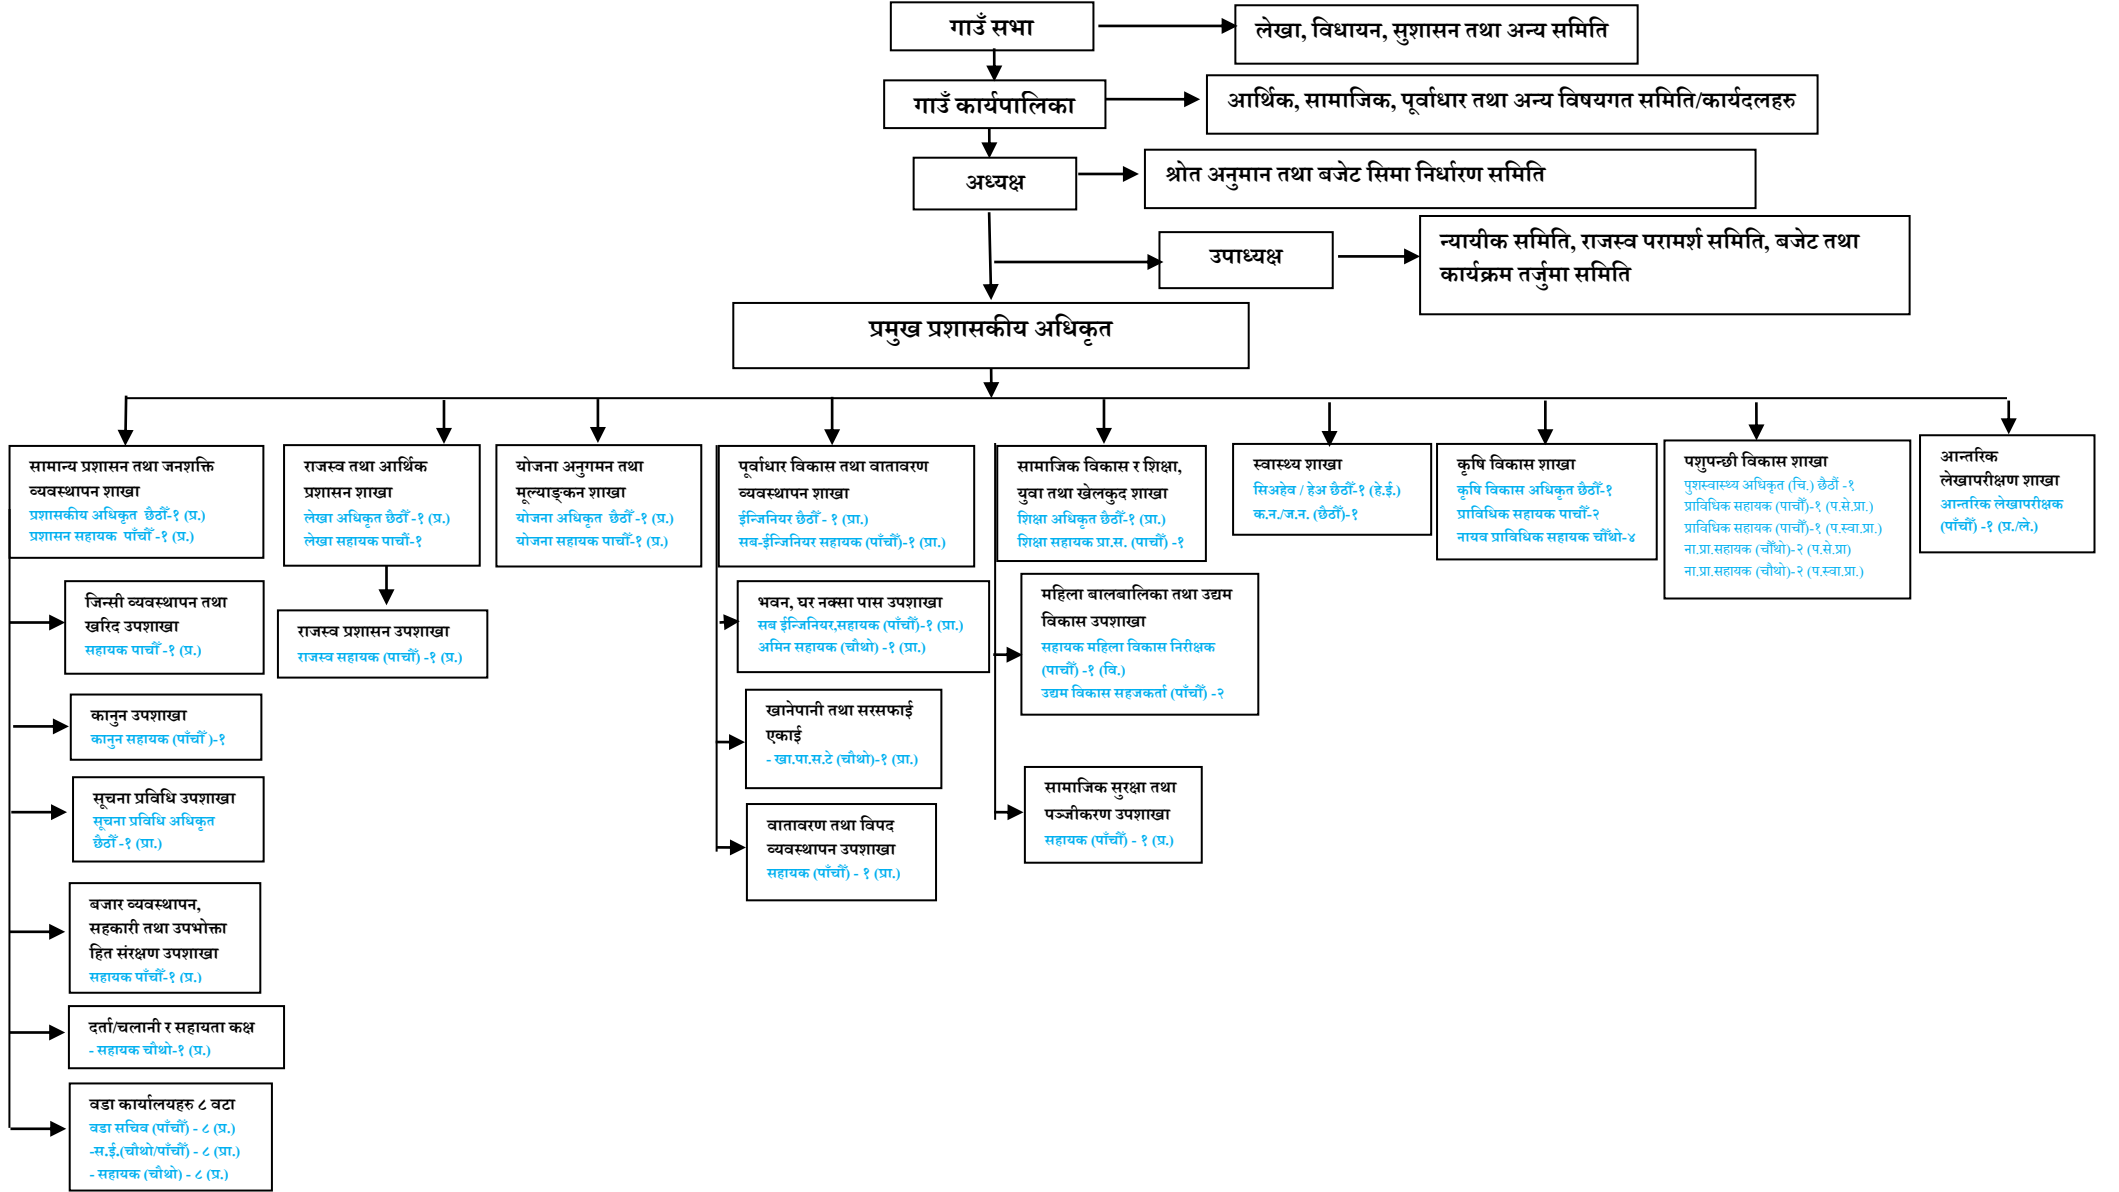 गाउँ सभा
लेखा, विधायन, सुशासन तथा अन्य समिति
गाउँ कार्यपालिका
आर्थिक, सामाजिक, पूर्वाधार तथा अन्य विषयगत समिति/कार्यदलहरु
अध्यक्ष
श्रोत अनुमान तथा बजेट सिमा निर्धारण समिति
उपाध्यक्ष
न्यायीक समिति, राजस्व परामर्श समिति, बजेट तथा
कार्यक्रम तर्जुमा समिति
प्रमुख प्रशासकीय अधिकृत
सामान्य प्रशासन तथा जनशक्ति
व्यवस्थापन शाखा
प्रशासकीय अधिकृत छैठौँ-१ (प्र.)
प्रशासन सहायक पाँचौँ -१ (प्र.)
जिन्सी व्यवस्थापन तथा
खरिद उपशाखा
सहायक पाचौँ -१ (प्र.)
कानुन उपशाखा
कानुन सहायक (पाँचौँ )-१
सूचना प्रविधि उपशाखा
सूचना प्रविधि अधिकृत
छैठौँ -१ (प्रा.)
बजार व्यवस्थापन,
सहकारी तथा उपभोक्ता
हित संरक्षण उपशाखा
सहायक पाँचौँ-१ (प्र.)
दर्ता/चलानी र सहायता कक्ष
- सहायक चौथो-१ (प्र.)
वडा कार्यालयहरु ८ वटा
वडा सचिव (पाँचौँ) - ८ (प्र.)
-स.ई.(चौथो/पाँचौँ) - ८ (प्रा.)
- सहायक (चौथो) - ८ (प्र.)
राजस्व तथा आर्थिक
प्रशासन शाखा
लेखा अधिकृत छैठौँ -१ (प्र.)
लेखा सहायक पाचौँ-१
राजस्व प्रशासन उपशाखा
राजस्व सहायक (पाचौँ) -१ (प्र.)
योजना अनुगमन तथा
मूल्याङ्कन शाखा
योजना अधिकृत छैठौँ -१ (प्र.)
योजना सहायक पाचौँ-१ (प्र.)
पूर्वाधार विकास तथा वातावरण
व्यवस्थापन शाखा
ईन्जिनियर छैठौँ - १ (प्रा.)
सब-ईन्जिनियर सहायक (पाँचौँ)-१ (प्रा.)
भवन, घर नक्सा पास उपशाखा
सब ईन्जिनियर,सहायक (पाँचौँ)-१ (प्रा.)
अमिन सहायक (चौथो) -१ (प्रा.)
खानेपानी तथा सरसफाई
एकाई
- खा.पा.स.टे (चौथो)-१ (प्रा.)
वातावरण तथा विपद
व्यवस्थापन उपशाखा
सहायक (पाँचौँ) - १ (प्रा.)
सामाजिक विकास र शिक्षा,
युवा तथा खेलकुद शाखा
शिक्षा अधिकृत छैठौँ-१ (प्रा.)
शिक्षा सहायक प्रा.स. (पाचौँ) -१
महिला बालबालिका तथा उद्यम
विकास उपशाखा
सहायक महिला विकास निरीक्षक
(पाचौँ) -१ (वि.)
उद्यम विकास सहजकर्ता (पाँचौँ) -२
सामाजिक सुरक्षा तथा
पञ्जीकरण उपशाखा
सहायक (पाँचौँ) - १ (प्र.)
स्वास्थ्य शाखा
सिअहेव / हेअ छैठौँ-१ (हे.ई.)
क.न./ज.न. (छैठौँ)-१
कृषि विकास शाखा
कृषि विकास अधिकृत छैठौँ-१
प्राविधिक सहायक पाचौँ-२
नायव प्राविधिक सहायक चौँथो-४
पशुपन्छी विकास शाखा
पुशस्वास्थ्य अधिकृत (चि.) छैठौं -१
प्राविधिक सहायक (पाचौँ)-१ (प.से.प्रा.)
प्राविधिक सहायक (पाचौँ)-१ (प.स्वा.प्रा.)
ना.प्रा.सहायक (चौँथो)-२ (प.से.प्रा)
ना.प्रा.सहायक (चौथो)-२ (प.स्वा.प्रा.)
आन्तरिक
लेखापरीक्षण शाखा
आन्तरिक लेखापरीक्षक
(पाँचौँ) -१ (प्र./ले.)